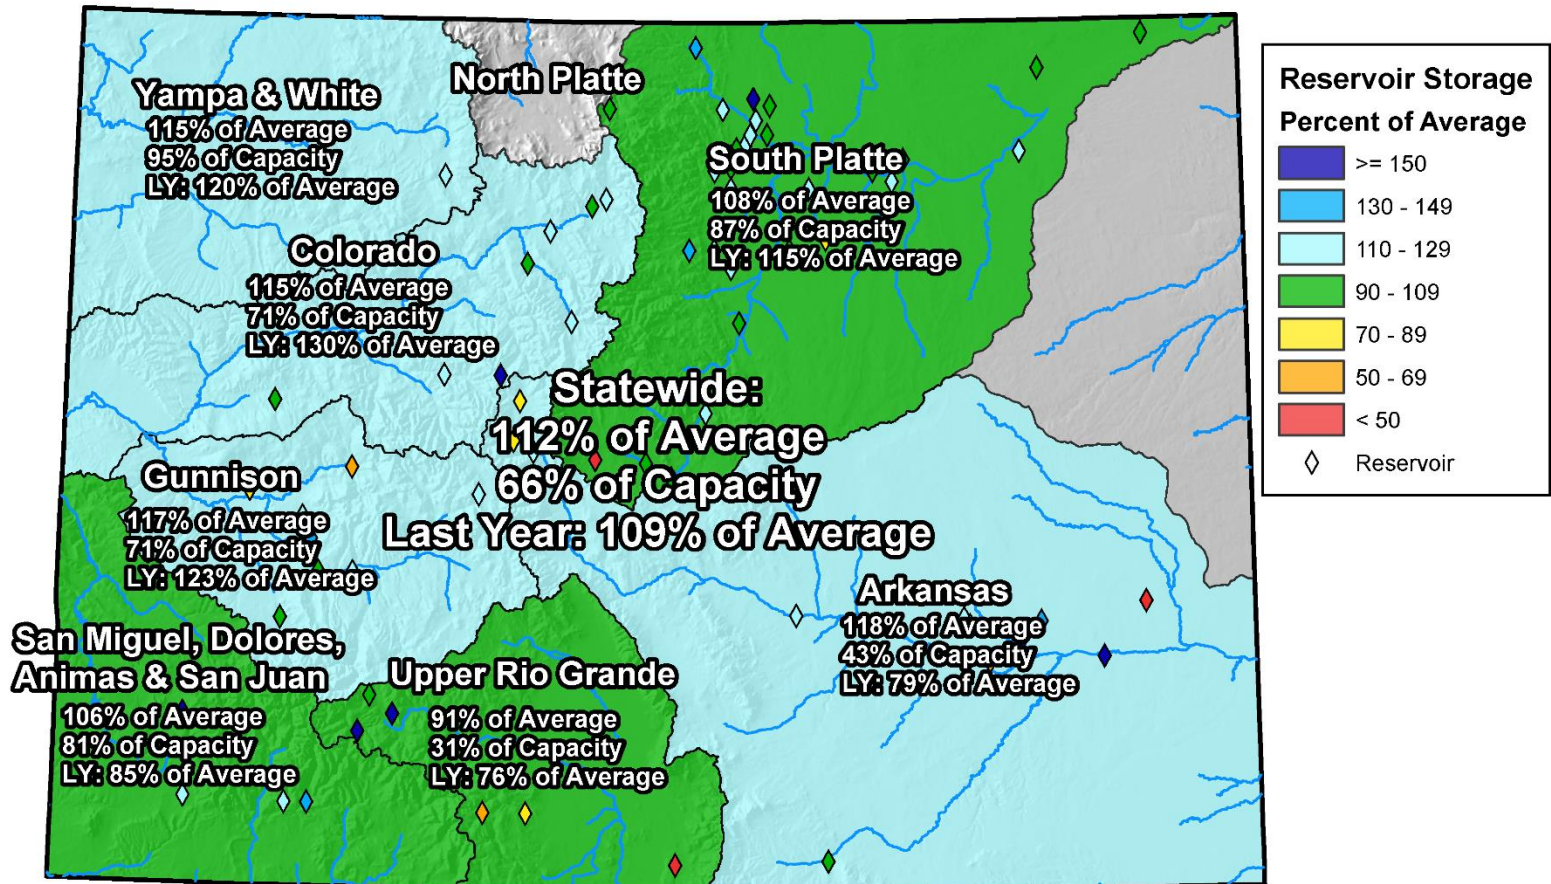 Yampa & White
115% of Average
95% of Capacity
LY: 120% of Average
North Platte
South Platte
108% of Average
87% of Capacity
LY: 115% of Average
Colorado
115% of Average
71% of Capacity
LY: 130% of Average
Statewide:
112% of Average
66% of Capacity
Last Year: 109% of Average
Gunnison
117% of Average
71% of Capacity
LY: 123% of Average
Arkansas
118% of Average
43% of Capacity
LY: 79% of Average
San Miguel, Dolores,
Animas & San Juan
106% of Average
81% of Capacity
LY: 85% of Average
Upper Rio Grande
91% of Average
31% of Capacity
LY: 76% of Average
Reservoir Storage
Percent of Average
>= 150
130 - 149
110 - 129
90 - 109
70 - 89
50 - 69
< 50
Reservoir